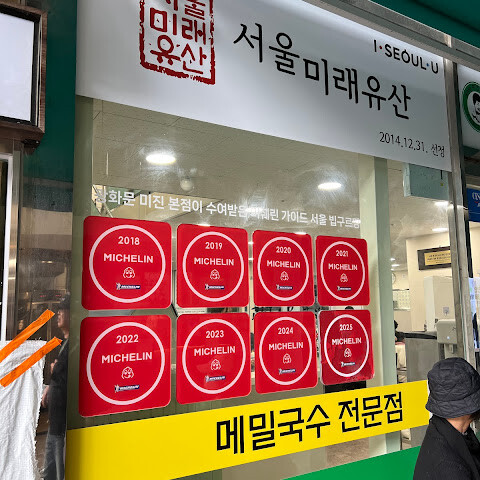 서울
미래
유산
서울미래유산
I·SEOUL·U
2014.12.31. 선정
광화문 미진 본점이 수여받은 미쉐린 가이드 서울 빕구르망
2018
MICHELIN
2019
MICHELIN
2020
MICHELIN
2021
MICHELIN
2022
MICHELIN
2023
MICHELIN
2024
MICHELIN
2025
MICHELIN
메밀국수 전문점